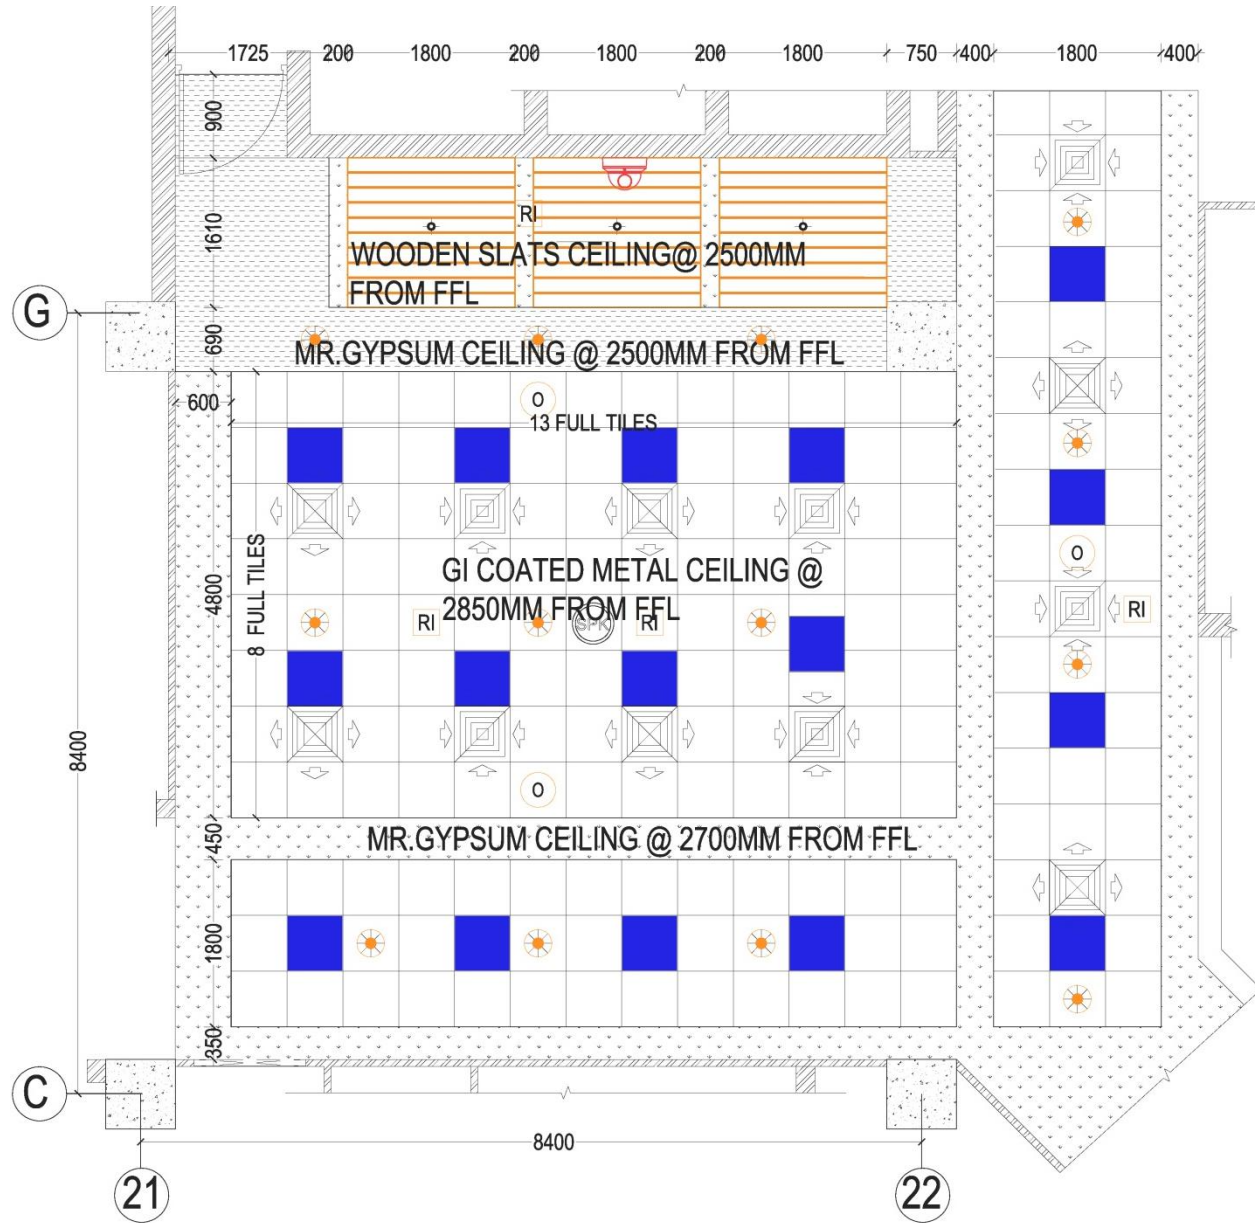 1725 200 1800 200 1800 200 1800 750 400 1800 400
900
1610
RI
WOODEN SLATS CEILING@ 2500MM
FROM FFL
G
690
MR.GYPSUM CEILING @ 2500MM FROM FFL
600
O
13 FULL TILES
8 FULL TILES
4800
GI COATED METAL CEILING @
2850MM FROM FFL
O
RI
SPK
RI
RI
8400
O
450
MR.GYPSUM CEILING @ 2700MM FROM FFL
1800
350
C
8400
21
22